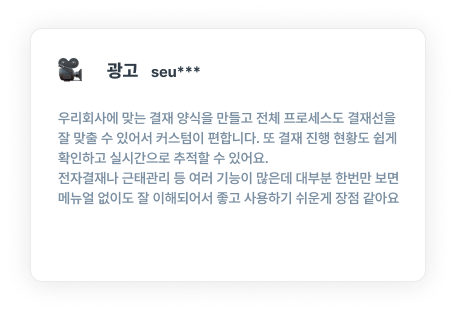 광고 seu***
우리회사에 맞는 결재 양식을 만들고 전체 프로세스도 결재선을
잘 맞출 수 있어서 커스텀이 편합니다. 또 결재 진행 현황도 쉽게
확인하고 실시간으로 추적할 수 있어요.
전자결재나 근태관리 등 여러 기능이 많은데 대부분 한번만 보면
메뉴얼 없이도 잘 이해되어서 좋고 사용하기 쉬운게 장점 같아요